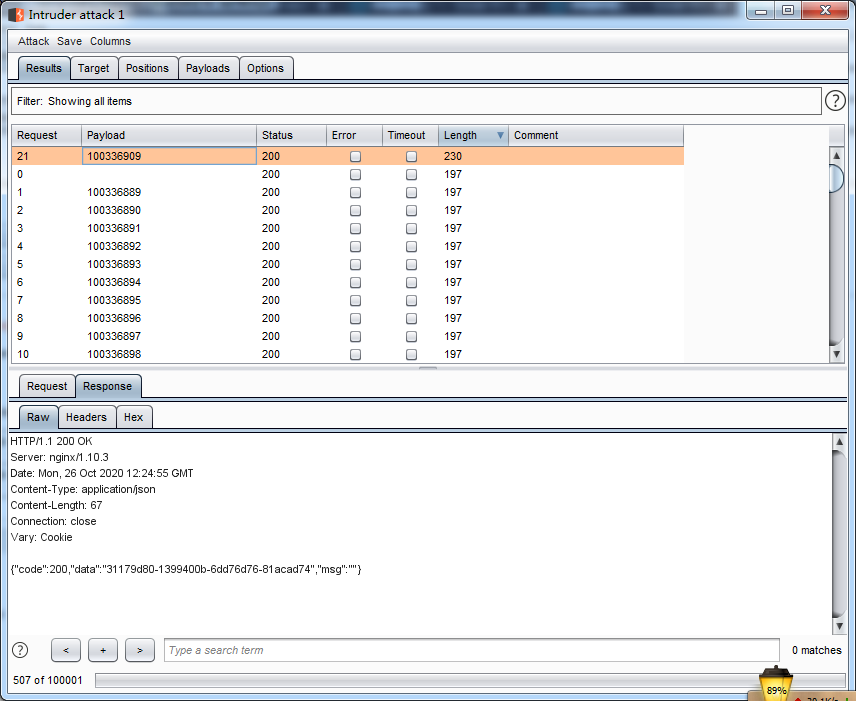 Intruder attack 1
Attack Save Columns
Results Target Positions Payloads Options
Filter: Showing all items ?
Request Payload Status Error Timeout Length Comment
21 100336909 200 230
0 200 197
1 100336889 200 197
2 100336890 200 197
3 100336891 200 197
4 100336892 200 197
5 100336893 200 197
6 100336894 200 197
7 100336895 200 197
8 100336896 200 197
9 100336897 200 197
10 100336898 200 197
Request Response
Raw Headers Hex
HTTP/1.1 200 OK
Server: nginx/1.10.3
Date: Mon, 26 Oct 2020 12:24:55 GMT
Content-Type: application/json
Content-Length: 67
Connection: close
Vary: Cookie
{"code":200,"data":"31179d80-1399400b-6dd76d76-81acad74","msg":""}
? < + > Type a search term 0 matches
507 of 100001
89%